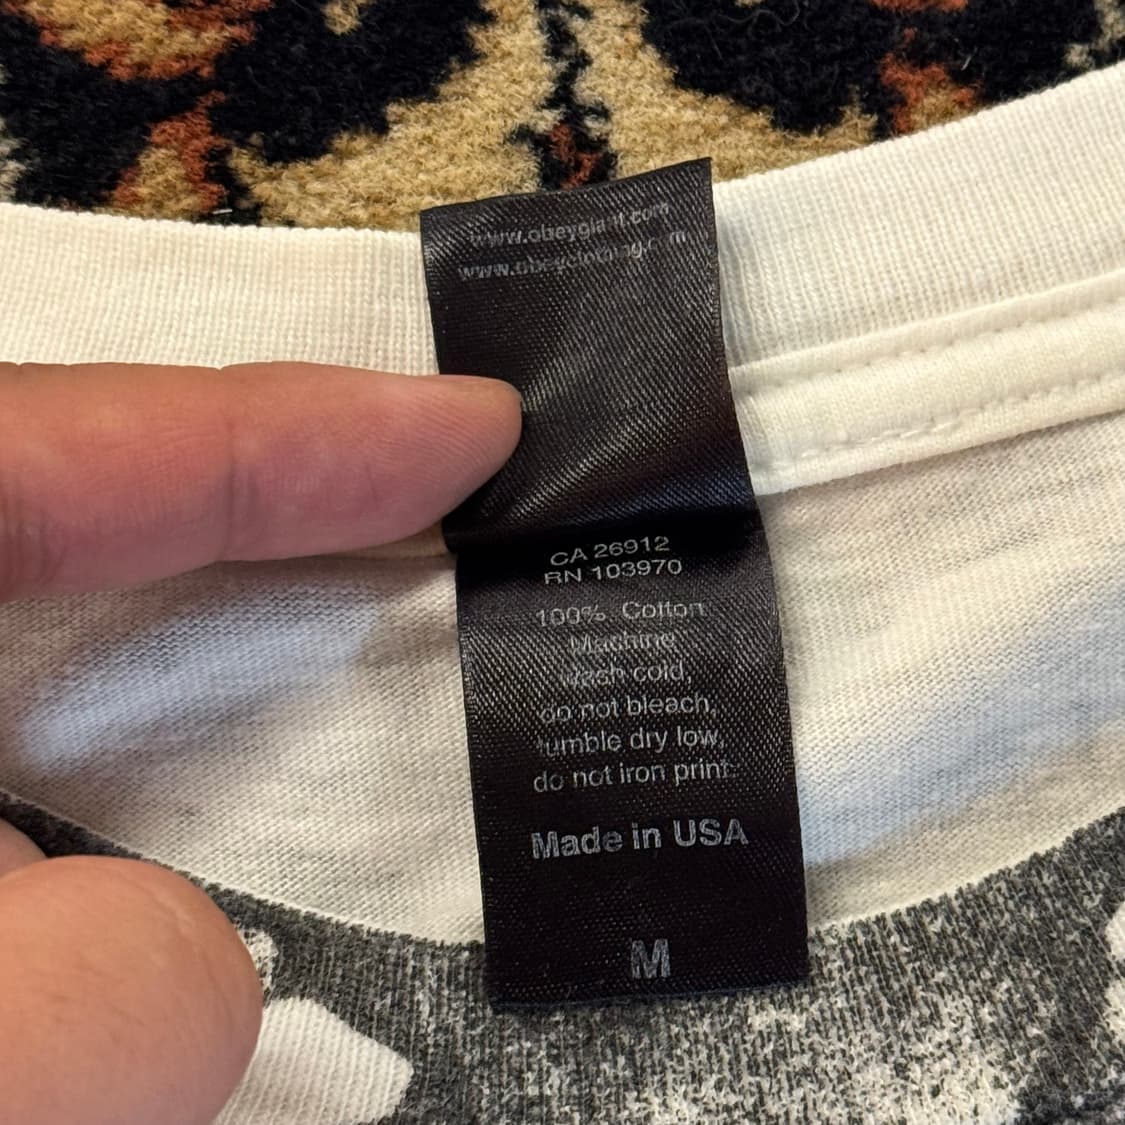 www.obeygiant.com
www.obeyclothing.com
CA 26912
RN 103970
100% Cotton
Machine
wash cold,
do not bleach,
tumble dry low,
do not iron print.
Made in USA
M